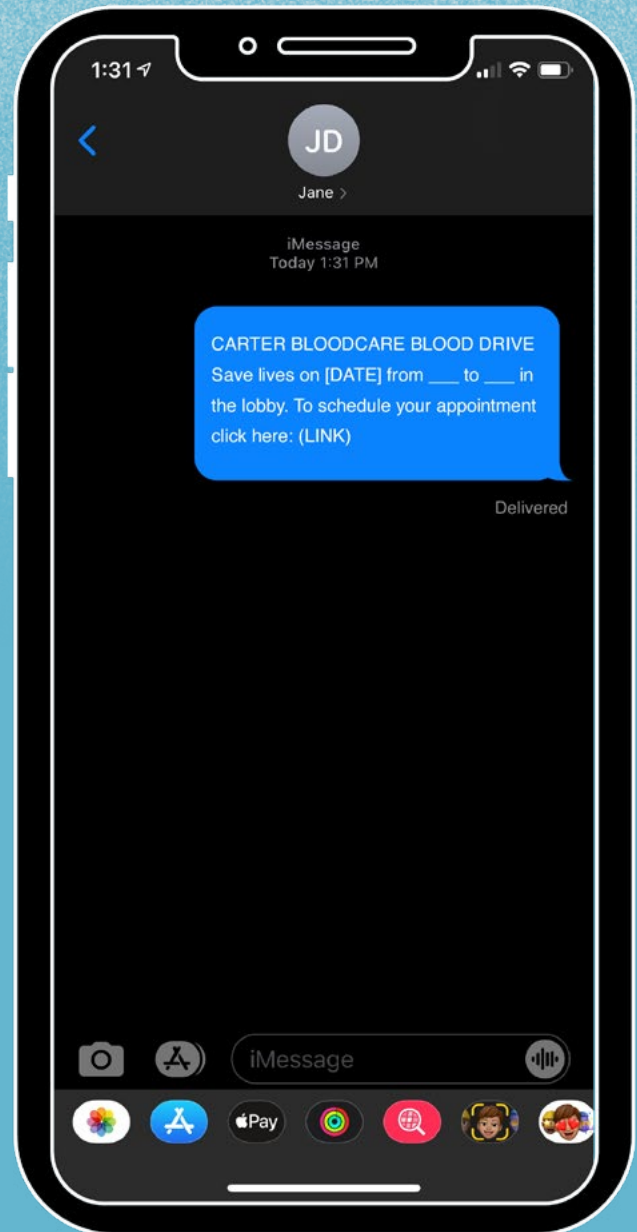 1:31
JD
Jane >
iMessage
Today 1:31 PM
CARTER BLOODCARE BLOOD DRIVE
Save lives on [DATE] from ___ to ___ in
the lobby. To schedule your appointment
click here: (LINK)
Delivered
iMessage
Pay